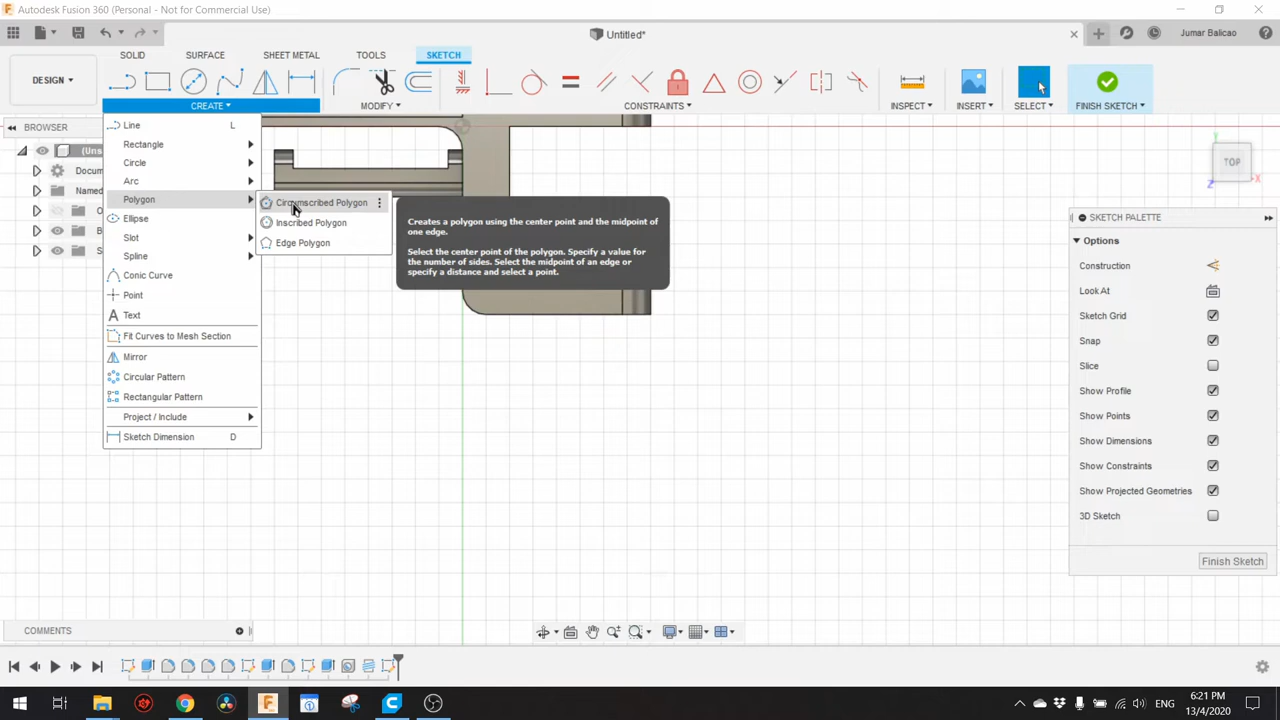 Autodesk Fusion 360 (Personal - Not for Commercial Use)
Untitled*
Jumar Balicao
SOLID
SURFACE
SHEET METAL
TOOLS
SKETCH
DESIGN
CREATE
MODIFY
CONSTRAINTS
INSPECT
INSERT
SELECT
FINISH SKETCH
BROWSER
(Uns
Docum
Named
O
B
S
Line L
Rectangle
Circle
Arc
Polygon
Ellipse
Slot
Spline
Conic Curve
Point
Text
Fit Curves to Mesh Section
Mirror
Circular Pattern
Rectangular Pattern
Project / Include
Sketch Dimension D
Circumscribed Polygon
Inscribed Polygon
Edge Polygon
Creates a polygon using the center point and the midpoint of
one edge.
Select the center point of the polygon. Specify a value for
the number of sides. Select the midpoint of an edge or
specify a distance and select a point.
TOP
X
Y
Z
SKETCH PALETTE
Options
Construction
Look At
Sketch Grid
Snap
Slice
Show Profile
Show Points
Show Dimensions
Show Constraints
Show Projected Geometries
3D Sketch
Finish Sketch
COMMENTS
ENG
6:21 PM
13/4/2020